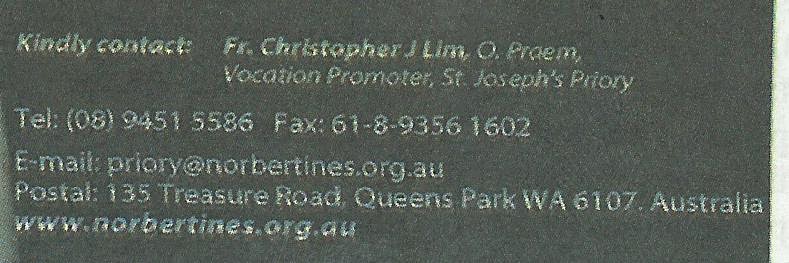 Kindly contact: Fr. Christopher J Lim, O. Praem,
Vocation Promoter, St. Joseph's Priory
Tel: (08) 9451 5586 Fax: 61-8-9356 1602
E-mail: priory@norbertines.org.au
Postal: 135 Treasure Road, Queens Park WA 6107. Australia
www.norbertines.org.au